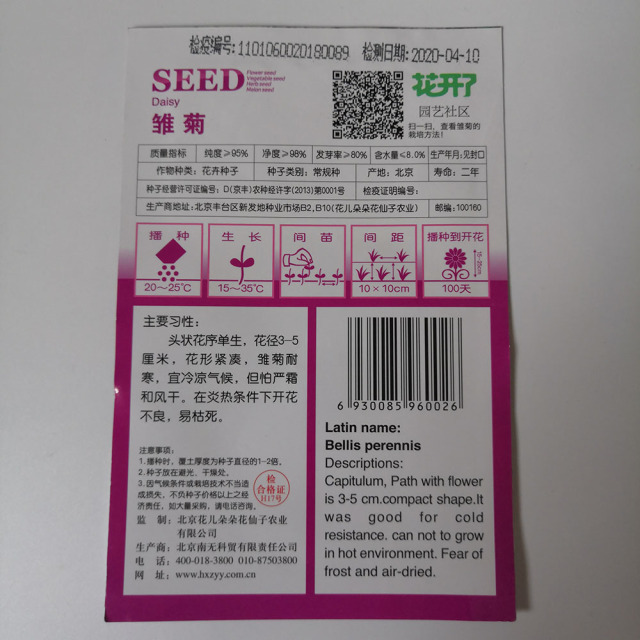 检疫编号:1101060020180089 检测日期:2020-04-10
SEED
Flower seed
Vegetable seed
Herb seed
Melon seed
Daisy
雏菊
花开了
园艺社区
扫一扫，查看雏菊的
栽培方法！
质量指标 纯度≥95% 净度≥98% 发芽率≥80% 含水量≤8.0% 生产年月:见封口
作物种类：花卉种子 种子类别：常规种 产地：北京 寿命：二年
种子经营许可证编号：D(京丰)农种经许字(2013)第0001号 检疫证明编号：
生产商地址:北京丰台区新发地种业市场B2,B10(花儿朵朵花仙子农业) 邮编:100160
播种 生长 间苗 间距 播种到开花
20～25℃ 15～35℃ 10×10cm 100天
主要习性：
头状花序单生，花径3-5
厘米，花形紧凑，雏菊耐
寒，宜冷凉气候，但怕严霜
和风干。在炎热条件下开花
不良，易枯死。
注意事项：
1.播种时，覆土厚度为种子直径的1-2倍。
2.种子放在避光、干燥处。
3.因气候条件或栽培技术不当造
成损失，不负种子价格以上之经
济责任，如大量采购，请电话咨询。
检
合格证
J17号
监 制：北京花儿朵朵花仙子农业
有限公司
生产商：北京南无科贸有限责任公司
电 话：400-018-3800 010-87503800
网 址：www.hxzyy.com.cn
6 930085 960026
Latin name:
Bellis perennis
Descriptions:
Capitulum, Path with flower
is 3-5 cm.compact shape.It
was good for cold
resistance. can not to grow
in hot environment. Fear of
frost and air-dried.